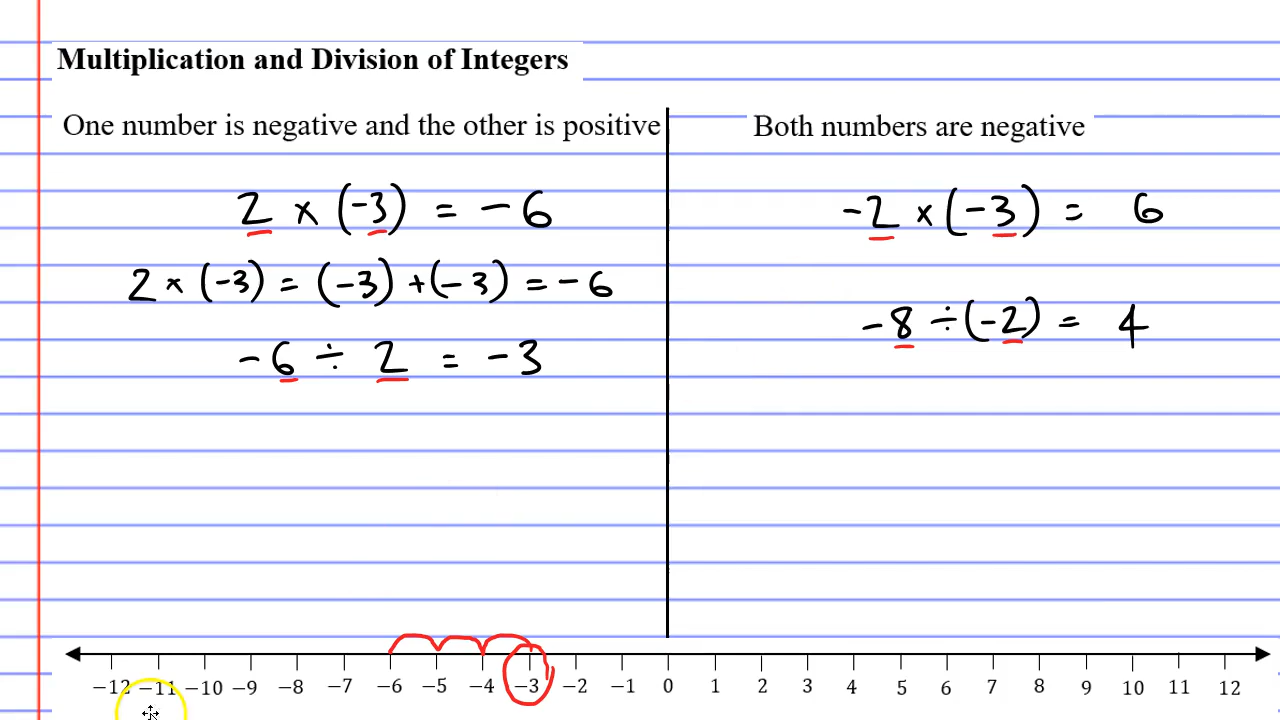 Multiplication and Division of Integers
One number is negative and the other is positive
2 × (-3) = -6
2 × (-3) = (-3) + (-3) = -6
-6 ÷ 2 = -3
Both numbers are negative
-2 × (-3) = 6
-8 ÷ (-2) = 4
−12 −11 −10 −9 −8 −7 −6 −5 −4 −3 −2 −1 0 1 2 3 4 5 6 7 8 9 10 11 12